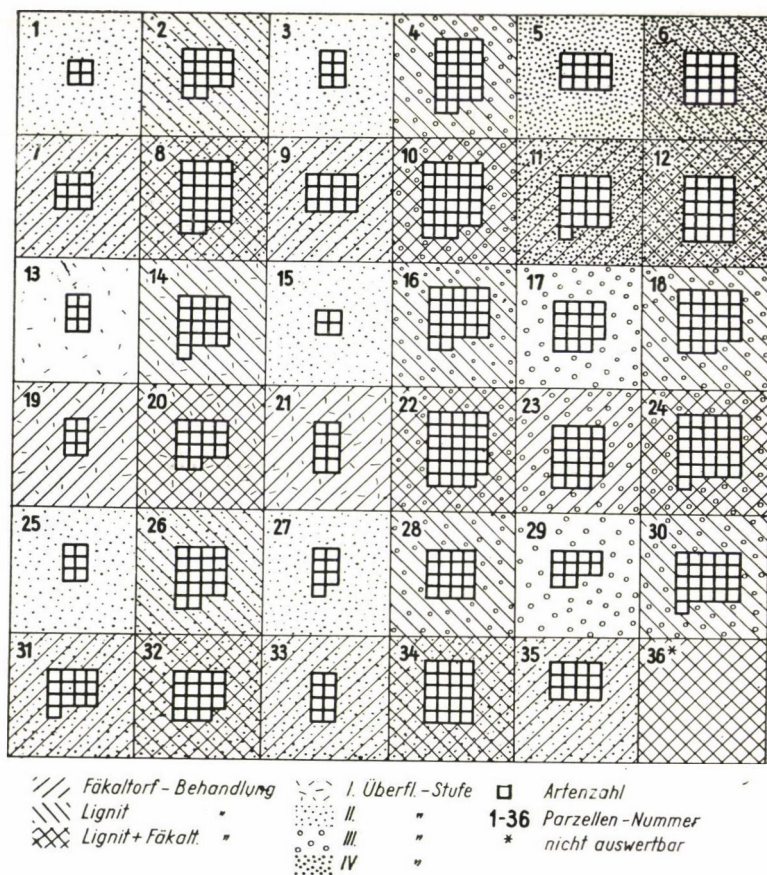 1 2 3 4 5 6
7 8 9 10 11 12
13 14 15 16 17 18
19 20 21 22 23 24
25 26 27 28 29 30
31 32 33 34 35 36*
Fäkaltorf-Behandlung
Lignit "
Lignit+Fäkalt. "
I. Überfl.-Stufe
II. "
III. "
IV "
Artenzahl
1-36 Parzellen-Nummer
* nicht auswertbar